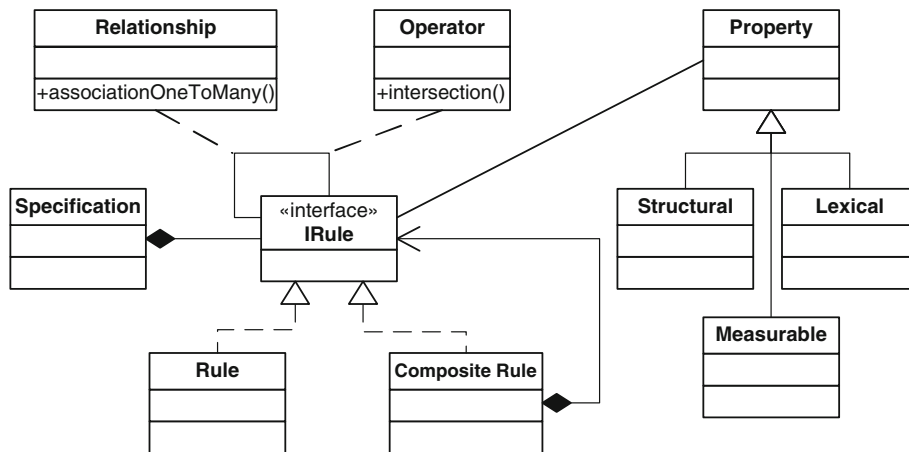 Relationship
+associationOneToMany()
Operator
+intersection()
Property
Specification
«interface»
IRule
Structural
Lexical
Measurable
Rule
Composite Rule